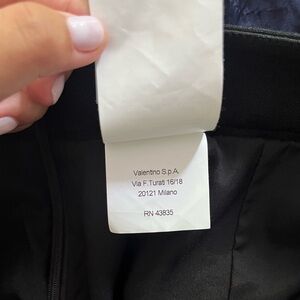 Valentino S.p.A.
Via F.Turati 16/18
20121 Milano
RN 43835